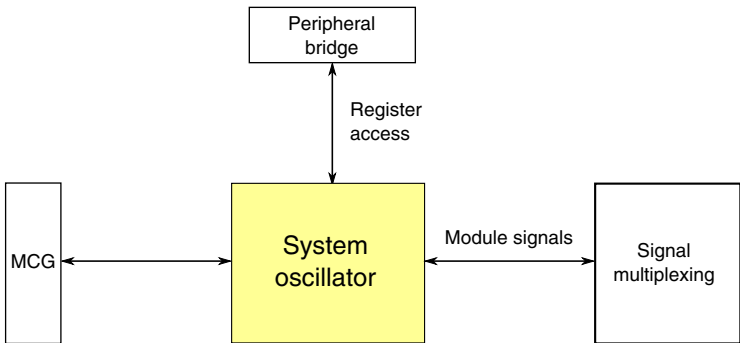 Peripheral
bridge
Register
access
MCG
System
oscillator
Module signals
Signal
multiplexing